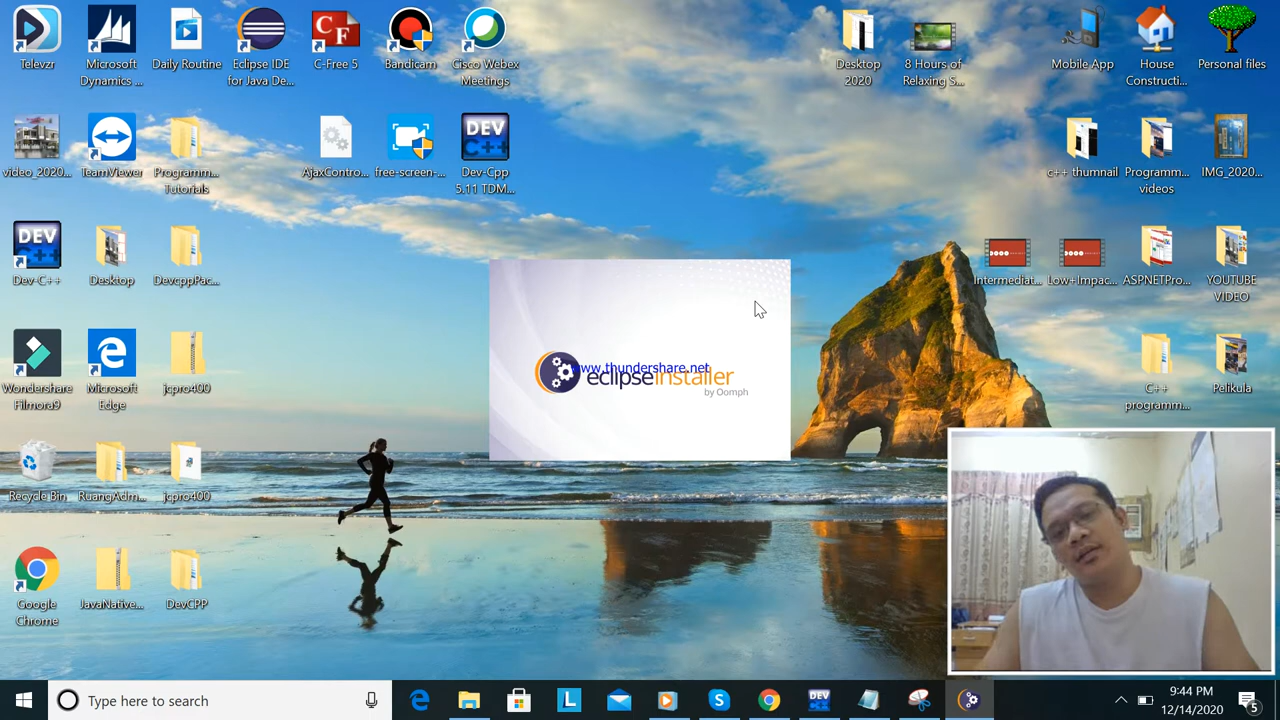 Televzr
Microsoft
Dynamics ...
Daily Routine
Eclipse IDE
for Java De...
C-Free 5
Bandicam
Cisco Webex
Meetings
Desktop
2020
8 Hours of
Relaxing S...
Mobile App
House
Constructi...
Personal files
video_2020...
TeamViewer
Programm...
Tutorials
AjaxContro...
free-screen-...
DEV
C++
Dev-Cpp
5.11 TDM...
c++ thumnail
Programm...
videos
IMG_2020...
DEV
C++
Dev-C++
Desktop
DevcppPac...
Intermediat...
Low+Impac...
ASPNETPro...
YOUTUBE
VIDEO
www.thundershare.net
eclipseinstaller
by Oomph
Wondershare
Filmora9
Microsoft
Edge
jcpro400
C++
programm...
Pelikula
Recycle Bin
RuangAdm...
jcpro400
Google
Chrome
JavaNative...
DevCPP
Type here to search
L
S
DEV
9:44 PM
12/14/2020
5